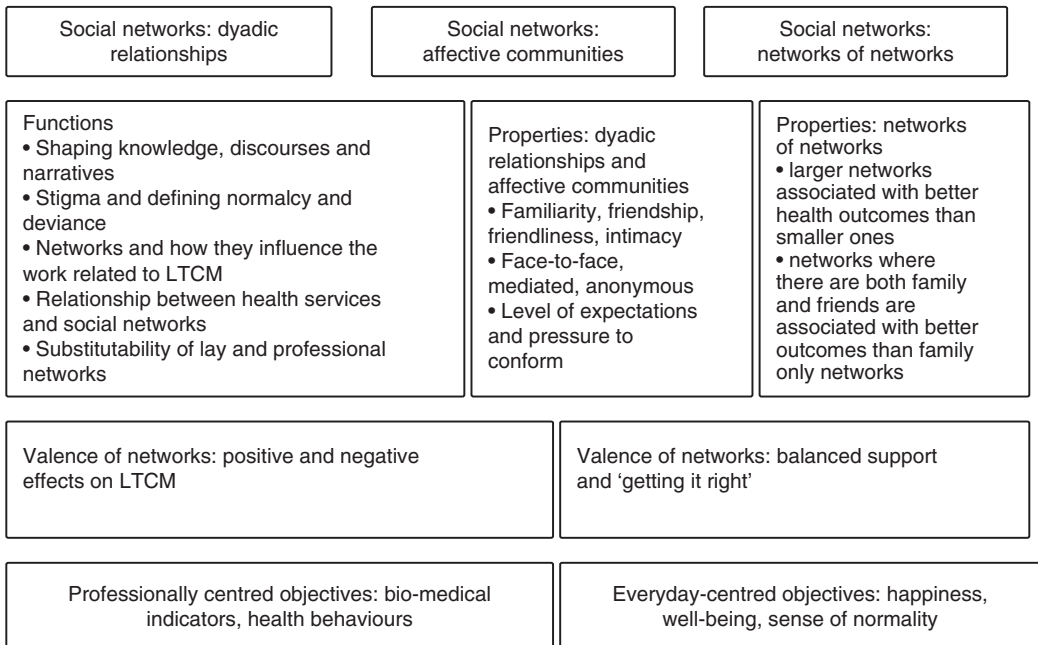 Social networks: dyadic
relationships
Social networks:
affective communities
Social networks:
networks of networks
Functions
• Shaping knowledge, discourses and
narratives
• Stigma and defining normalcy and
deviance
• Networks and how they influence the
work related to LTCM
• Relationship between health services
and social networks
• Substitutability of lay and professional
networks
Properties: dyadic
relationships and
affective communities
• Familiarity, friendship,
friendliness, intimacy
• Face-to-face,
mediated, anonymous
• Level of expectations
and pressure to
conform
Properties: networks
of networks
• larger networks
associated with better
health outcomes than
smaller ones
• networks where
there are both family
and friends are
associated with better
outcomes than family
only networks
Valence of networks: positive and negative
effects on LTCM
Valence of networks: balanced support
and ‘getting it right’
Professionally centred objectives: bio-medical
indicators, health behaviours
Everyday-centred objectives: happiness,
well-being, sense of normality